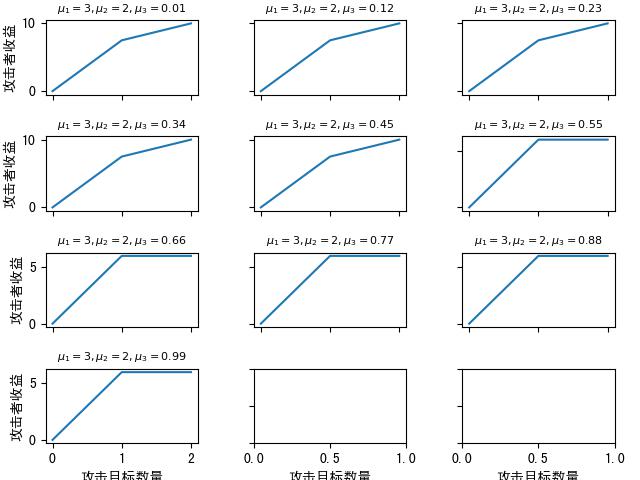 μ₁ = 3, μ₂ = 2, μ₃ = 0.01
μ₁ = 3, μ₂ = 2, μ₃ = 0.12
μ₁ = 3, μ₂ = 2, μ₃ = 0.23
10
0
攻击者收益
μ₁ = 3, μ₂ = 2, μ₃ = 0.34
μ₁ = 3, μ₂ = 2, μ₃ = 0.45
μ₁ = 3, μ₂ = 2, μ₃ = 0.55
10
0
攻击者收益
μ₁ = 3, μ₂ = 2, μ₃ = 0.66
μ₁ = 3, μ₂ = 2, μ₃ = 0.77
μ₁ = 3, μ₂ = 2, μ₃ = 0.88
5
0
攻击者收益
μ₁ = 3, μ₂ = 2, μ₃ = 0.99
5
0
攻击者收益
0 1 2
0.0 0.5 1.0
0.0 0.5 1.0
攻击目标数量
攻击目标数量
攻击目标数量